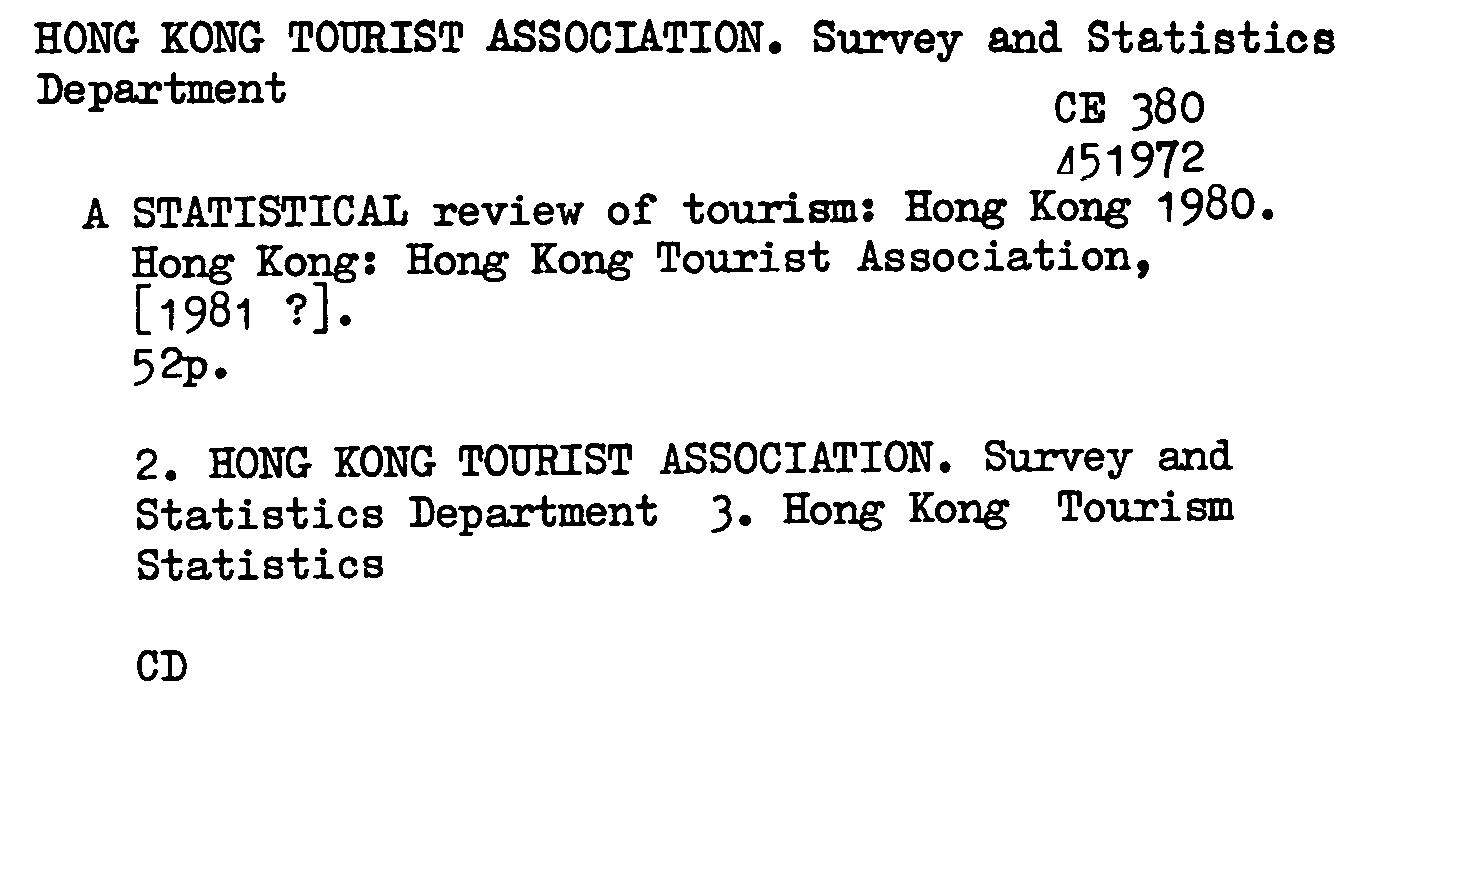 HONG KONG TOURIST ASSOCIATION. Survey and Statistics
Department
CE 380
451972
A STATISTICAL review of tourism: Hong Kong 1980.
Hong Kong: Hong Kong Tourist Association,
[1981 ?].
52p.
2. HONG KONG TOURIST ASSOCIATION. Survey and
Statistics Department 3. Hong Kong Tourism
Statistics
CD